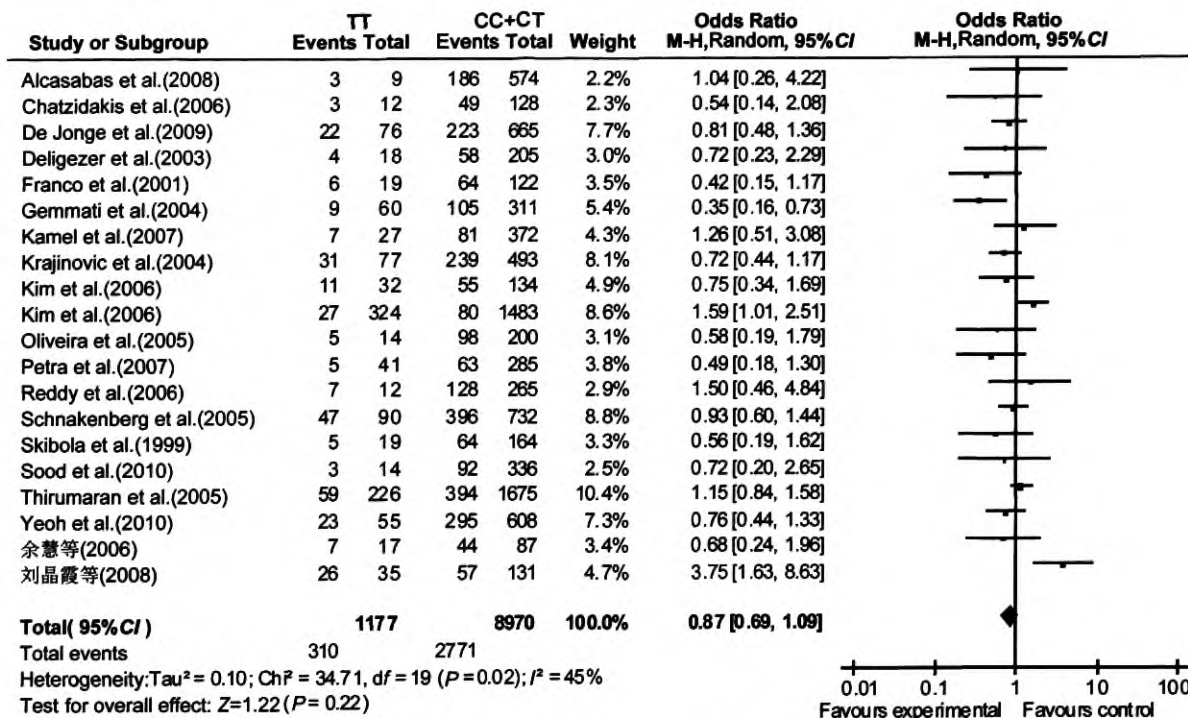 TT CC+CT Odds Ratio Odds Ratio
Study or Subgroup Events Total Events Total Weight M-H,Random, 95%CI M-H,Random, 95%CI
Alcasabas et al.(2008) 3 9 186 574 2.2% 1.04 [0.26, 4.22]
Chatzidakis et al.(2006) 3 12 49 128 2.3% 0.54 [0.14, 2.08]
De Jonge et al.(2009) 22 76 223 665 7.7% 0.81 [0.48, 1.36]
Deligezer et al.(2003) 4 18 58 205 3.0% 0.72 [0.23, 2.29]
Franco et al.(2001) 6 19 64 122 3.5% 0.42 [0.15, 1.17]
Gemmati et al.(2004) 9 60 105 311 5.4% 0.35 [0.16, 0.73]
Kamel et al.(2007) 7 27 81 372 4.3% 1.26 [0.51, 3.08]
Krajinovic et al.(2004) 31 77 239 493 8.1% 0.72 [0.44, 1.17]
Kim et al.(2006) 11 32 55 134 4.9% 0.75 [0.34, 1.69]
Kim et al.(2006) 27 324 80 1483 8.6% 1.59 [1.01, 2.51]
Oliveira et al.(2005) 5 14 98 200 3.1% 0.58 [0.19, 1.79]
Petra et al.(2007) 5 41 63 285 3.8% 0.49 [0.18, 1.30]
Reddy et al.(2006) 7 12 128 265 2.9% 1.50 [0.46, 4.84]
Schnakenberg et al.(2005) 47 90 396 732 8.8% 0.93 [0.60, 1.44]
Skibola et al.(1999) 5 19 64 164 3.3% 0.56 [0.19, 1.62]
Sood et al.(2010) 3 14 92 336 2.5% 0.72 [0.20, 2.65]
Thirumaran et al.(2005) 59 226 394 1675 10.4% 1.15 [0.84, 1.58]
Yeoh et al.(2010) 23 55 295 608 7.3% 0.76 [0.44, 1.33]
余慧等(2006) 7 17 44 87 3.4% 0.68 [0.24, 1.96]
刘晶霞等(2008) 26 35 57 131 4.7% 3.75 [1.63, 8.63]
Total( 95%CI ) 1177 8970 100.0% 0.87 [0.69, 1.09]
Total events 310 2771
Heterogeneity:Tau² = 0.10; Chi² = 34.71, df = 19 (P = 0.02); I² = 45%
Test for overall effect: Z=1.22 (P = 0.22)
0.01 0.1 1 10 100
Favours experimental Favours control